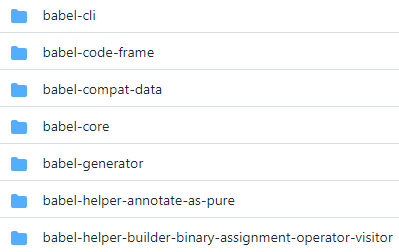 babel-cli
babel-code-frame
babel-compat-data
babel-core
babel-generator
babel-helper-annotate-as-pure
babel-helper-builder-binary-assignment-operator-visitor